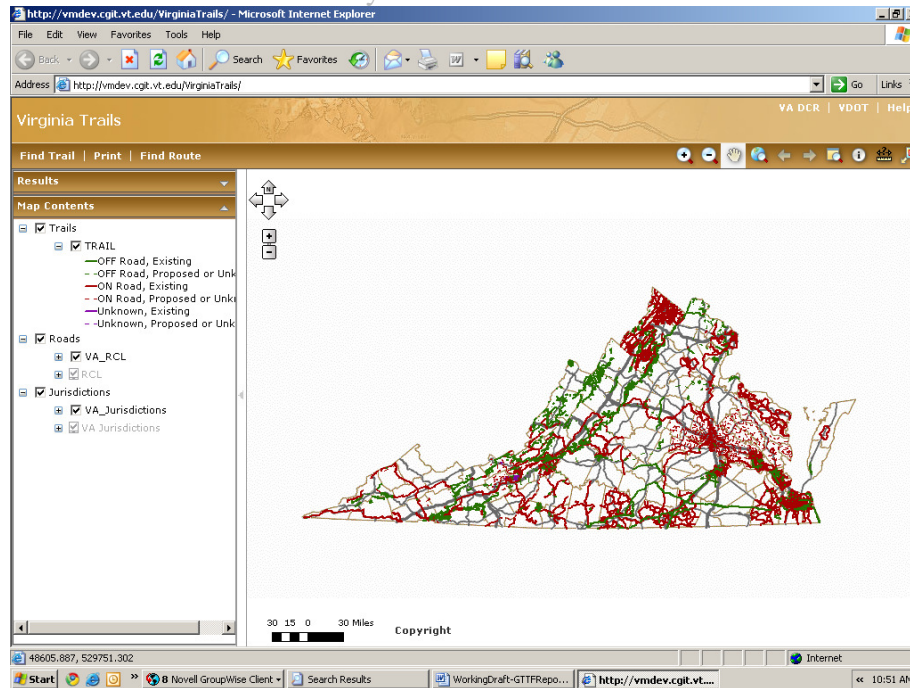 http://vmdev.cgit.vt.edu/VirginiaTrails/ - Microsoft Internet Explorer
File Edit View Favorites Tools Help
Back Search Favorites
Address http://vmdev.cgit.vt.edu/VirginiaTrails/ Go Links
VA DCR | VDOT | Help
Virginia Trails
Find Trail | Print | Find Route
Results
Map Contents
Trails
TRAIL
OFF Road, Existing
OFF Road, Proposed or Unk
ON Road, Existing
ON Road, Proposed or Unk
Unknown, Existing
Unknown, Proposed or Unk
Roads
VA_RCL
RCL
Jurisdictions
VA_Jurisdictions
VA Jurisdictions
N
30 15 0 30 Miles
Copyright
48605.887, 529751.302 Internet
Start 8 Novell GroupWise Client Search Results WorkingDraft-GTTFRepo... http://vmdev.cgit.vt.... 10:51 AM